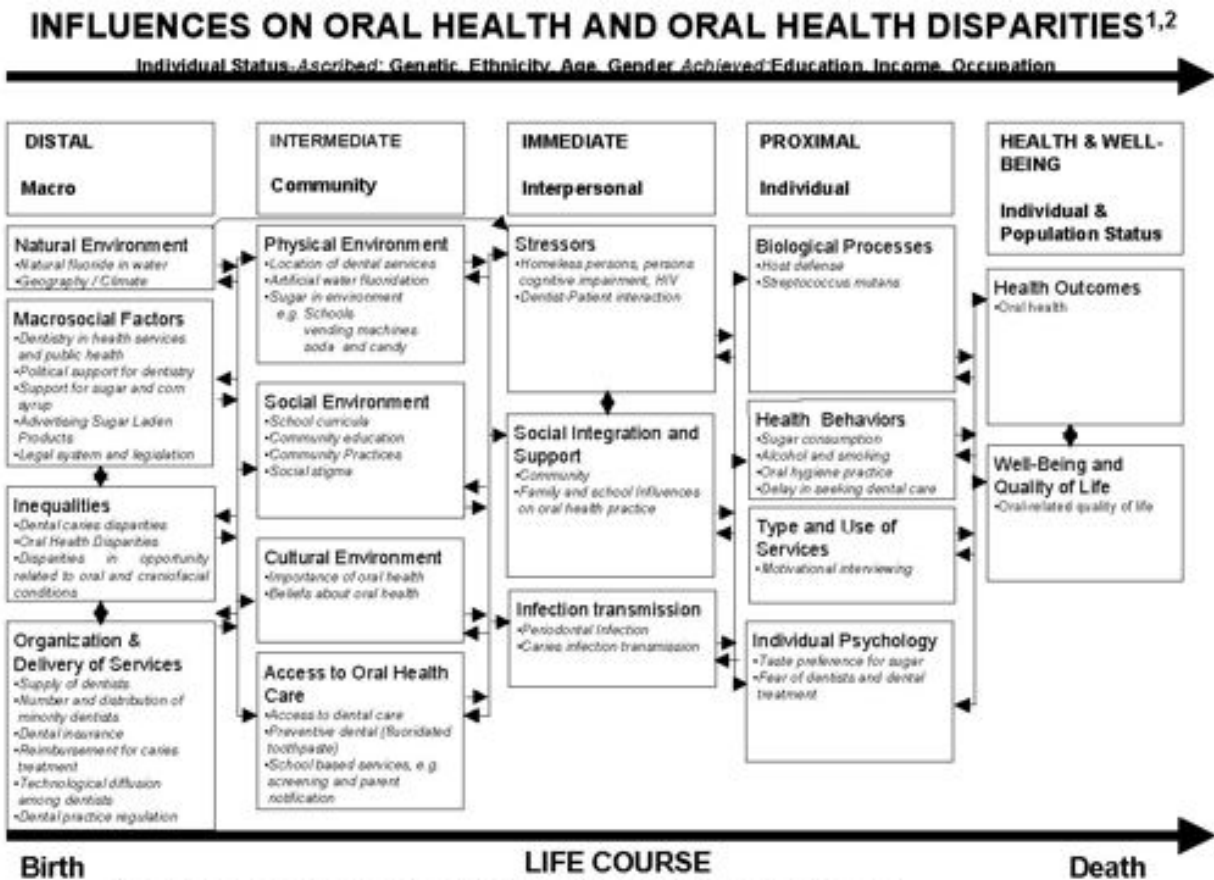 INFLUENCES ON ORAL HEALTH AND ORAL HEALTH DISPARITIES1,2
Individual Status-Ascribed: Genetic, Ethnicity, Age, Gender Achieved:Education, Income, Occupation
DISTAL
Macro
INTERMEDIATE
Community
IMMEDIATE
Interpersonal
PROXIMAL
Individual
HEALTH & WELL-
BEING
Individual &
Population Status
Natural Environment
•Natural fluoride in water
•Geography / Climate
Macrosocial Factors
•Dentistry in health services
and public health
•Political support for dentistry
•Support for sugar and corn
syrup
•Advertising Sugar Laden
Products
•Legal system and legislation
Inequalities
•Dental caries disparities
•Oral Health Disparities
•Disparities in opportunity
related to oral and craniofacial
conditions
Organization &
Delivery of Services
•Supply of dentists
•Number and distribution of
minority dentists
•Dental insurance
•Reimbursement for caries
treatment
•Technological diffusion
among dentists
•Dental practice regulation
Physical Environment
•Location of dental services
•Artificial water fluoridation
•Sugar in environment
e.g. Schools
vending machines
soda and candy
Social Environment
•School curricula
•Community education
•Community Practices
•Social stigma
Cultural Environment
•Importance of oral health
•Beliefs about oral health
Access to Oral Health
Care
•Access to dental care
•Preventive dental (fluoridated
toothpaste)
•School based services, e.g.
screening and parent
notification
Stressors
•Homeless persons, persons
cognitive impairment, HIV
•Dentist-Patient interaction
Social Integration and
Support
•Community
•Family and school Influences
on oral health practice
Infection transmission
•Periodontal Infection
•Caries infection transmission
Biological Processes
•Host defense
•Streptococcus mutans
Health Behaviors
•Sugar consumption
•Alcohol and smoking
•Oral hygiene practice
•Delay in seeking dental care
Type and Use of
Services
•Motivational interviewing
Individual Psychology
•Taste preference for sugar
•Fear of dentists and dental
treatment
Health Outcomes
•Oral health
Well-Being and
Quality of Life
•Oral-related quality of life
Birth
LIFE COURSE
Death